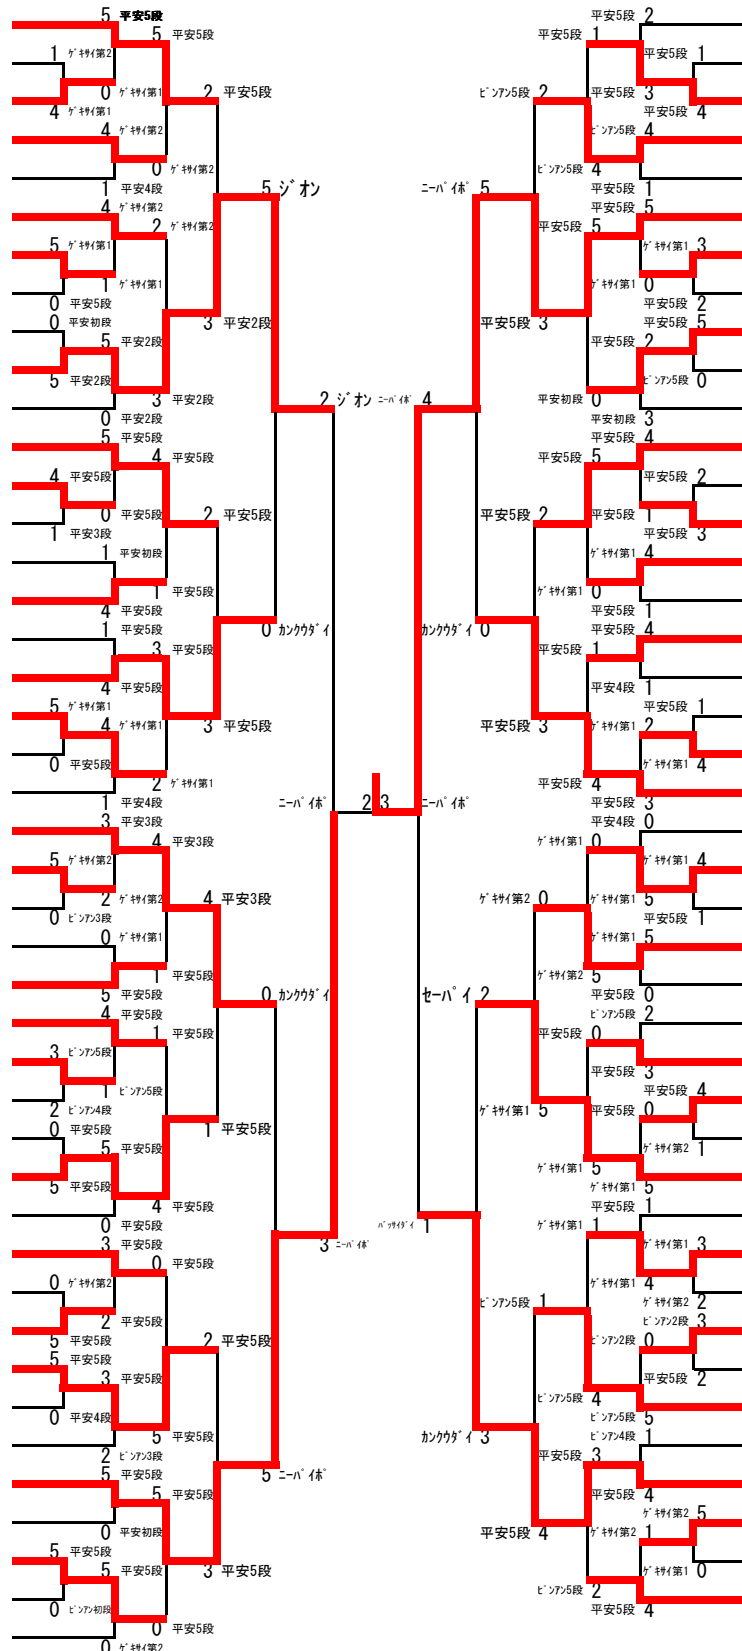 5 平安5段
5 平安5段
1 ゲキサイ第2
0 ゲキサイ第1
2 平安5段
4 ゲキサイ第1
4 ゲキサイ第2
0 ゲキサイ第2
1 平安4段
5 ジオン
4 ゲキサイ第2
2 ゲキサイ第2
5 ゲキサイ第1
1 ゲキサイ第1
0 平安5段
0 平安初段
3 平安2段
5 平安2段
5 平安2段
3 平安2段
0 平安2段
2 ジオン
5 平安5段
4 平安5段
4 平安5段
0 平安5段
2 平安5段
1 平安3段
1 平安初段
1 平安5段
4 平安5段
0 カンクウダイ
1 平安5段
3 平安5段
4 平安5段
5 ゲキサイ第1
4 ゲキサイ第1
3 平安5段
0 平安5段
2 ゲキサイ第1
1 平安4段
ニーパイポ 2
3 平安3段
4 平安3段
5 ゲキサイ第2
2 ゲキサイ第2
4 平安3段
0 ピンアン3段
0 ゲキサイ第1
1 平安5段
5 平安5段
0 カンクウダイ
4 平安5段
1 平安5段
3 ピンアン5段
1 ピンアン5段
2 ピンアン4段
0 平安5段
1 平安5段
5 平安5段
5 平安5段
4 平安5段
0 平安5段
3 ニーパイポ
3 平安5段
0 平安5段
0 ゲキサイ第2
2 平安5段
5 平安5段
2 平安5段
5 平安5段
3 平安5段
0 平安4段
5 平安5段
2 ピンアン3段
5 ニーパイポ
5 平安5段
5 平安5段
0 平安初段
5 平安5段
5 平安5段
3 平安5段
0 ピンアン初段
0 平安5段
0 ゲキサイ第2
平安5段 2
平安5段 1
平安5段 1
平安5段 3
ピンアン5段 2
平安5段 4
ピンアン5段 4
ピンアン5段 4
平安5段 1
ニーパイポ 5
平安5段 5
平安5段 5
ゲキサイ第1 3
ゲキサイ第1 0
平安5段 2
平安5段 3
平安5段 5
平安5段 2
ピンアン5段 0
平安初段 0
平安初段 3
ニーパイポ 4
平安5段 4
平安5段 5
平安5段 2
平安5段 1
平安5段 2
平安5段 3
ゲキサイ第1 4
ゲキサイ第1 0
平安5段 1
カンクウダイ 0
平安5段 4
平安5段 1
平安4段 1
平安5段 1
平安5段 3
ゲキサイ第1 2
ゲキサイ第1 4
平安5段 4
平安5段 3
3 ニーパイポ
平安4段 0
ゲキサイ第1 0
ゲキサイ第1 4
ゲキサイ第1 5
ゲキサイ第2 0
平安5段 1
ゲキサイ第1 5
ゲキサイ第2 5
平安5段 0
セーパイ 2
ピンアン5段 2
平安5段 0
平安5段 3
平安5段 4
平安5段 0
ゲキサイ第1 5
ゲキサイ第2 1
ゲキサイ第1 5
ゲキサイ第1 5
バッサイダイ 1
平安5段 1
ゲキサイ第1 1
ゲキサイ第1 3
ゲキサイ第1 4
ゲキサイ第2 2
ピンアン5段 1
ピンアン2段 3
ピンアン2段 0
平安5段 2
ピンアン5段 4
ピンアン5段 5
カンクウダイ 3
ピンアン4段 1
平安5段 3
平安5段 4
ゲキサイ第2 5
平安5段 4
ゲキサイ第2 1
ゲキサイ第1 0
ピンアン5段 2
平安5段 4